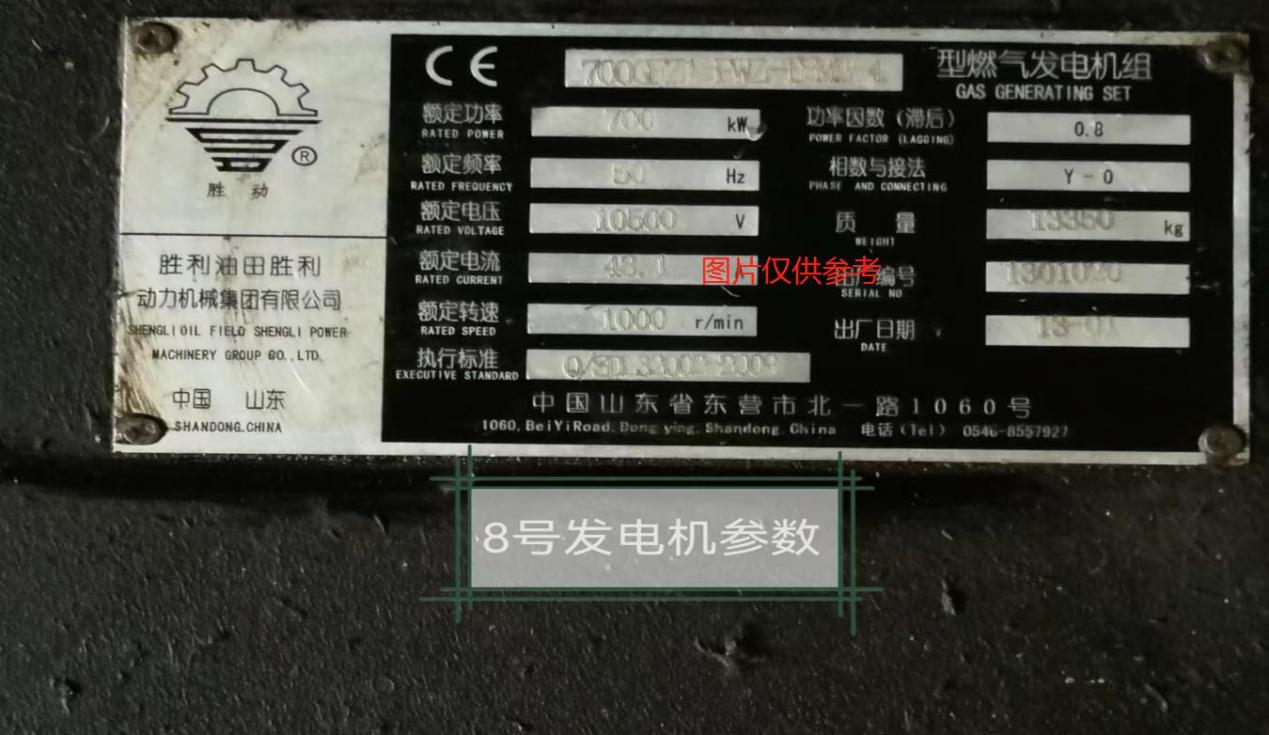 胜动
®
胜利油田胜利
动力机械集团有限公司
SHENGLI OIL FIELD SHENGLI POWER
MACHINERY GROUP CO.,LTD.
中国 山东
SHANDONG.CHINA
CE
型燃气发电机组
GAS GENERATING SET
额定功率 700 kW
RATED POWER
功率因数（滞后） 0.8
POWER FACTOR (LAGGING)
额定频率 50 Hz
RATED FREQUENCY
相数与接法 Y-0
PHASE AND CONNECTING
额定电压 10500 V
RATED VOLTAGE
质 量 13350 kg
WEIGHT
额定电流 48.1
RATED CURRENT
编号
SERIAL NO
图片仅供参考
额定转速 1000 r/min
RATED SPEED
出厂日期
DATE
执行标准
EXECUTIVE STANDARD
中国山东省东营市北一路1060号
1060, BeiYiRoad, Dong ying, Shandong, China 电话(Tel) 0546-8557927
8号发电机参数